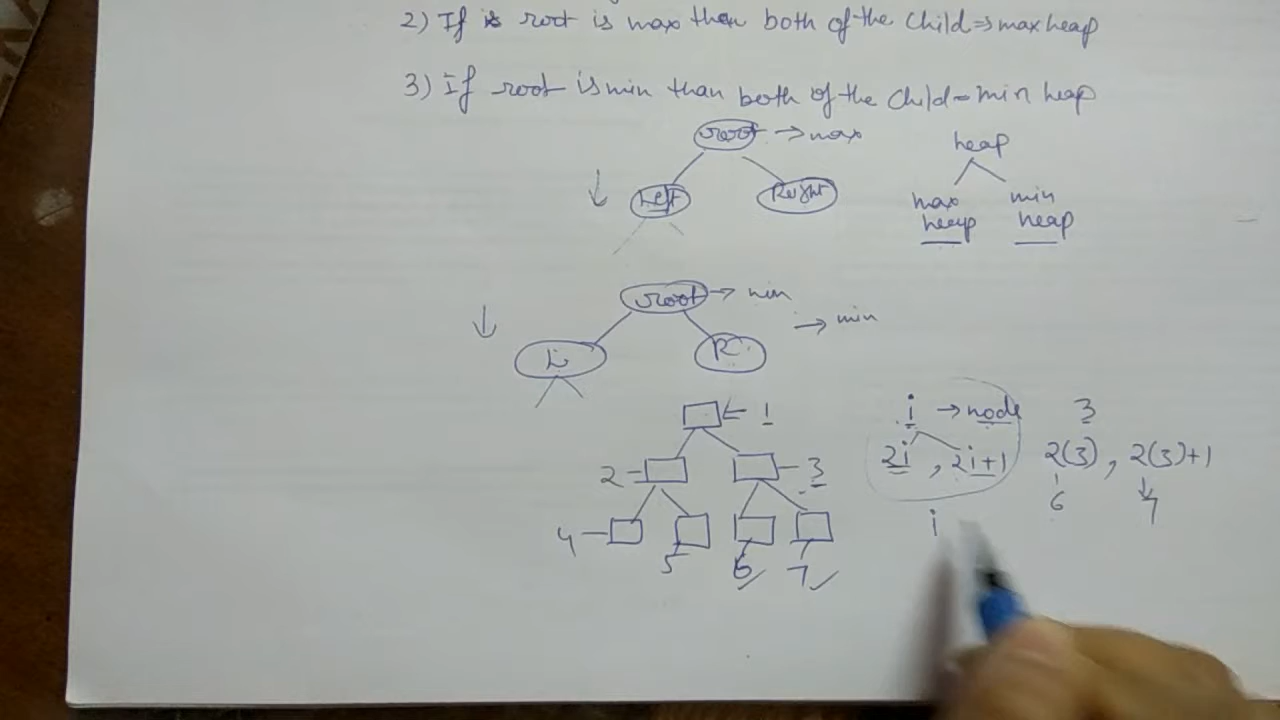 2) If is root is max then both of the child => max heap
3) If root is min than both of the child = min heap
root → max
heap
Left
Right
max heap
min heap
root → min
→ min
L
R
1
i → node
3
2
3
2i , 2i+1
2(3) , 2(3)+1
6
7
4
5
6
7
i